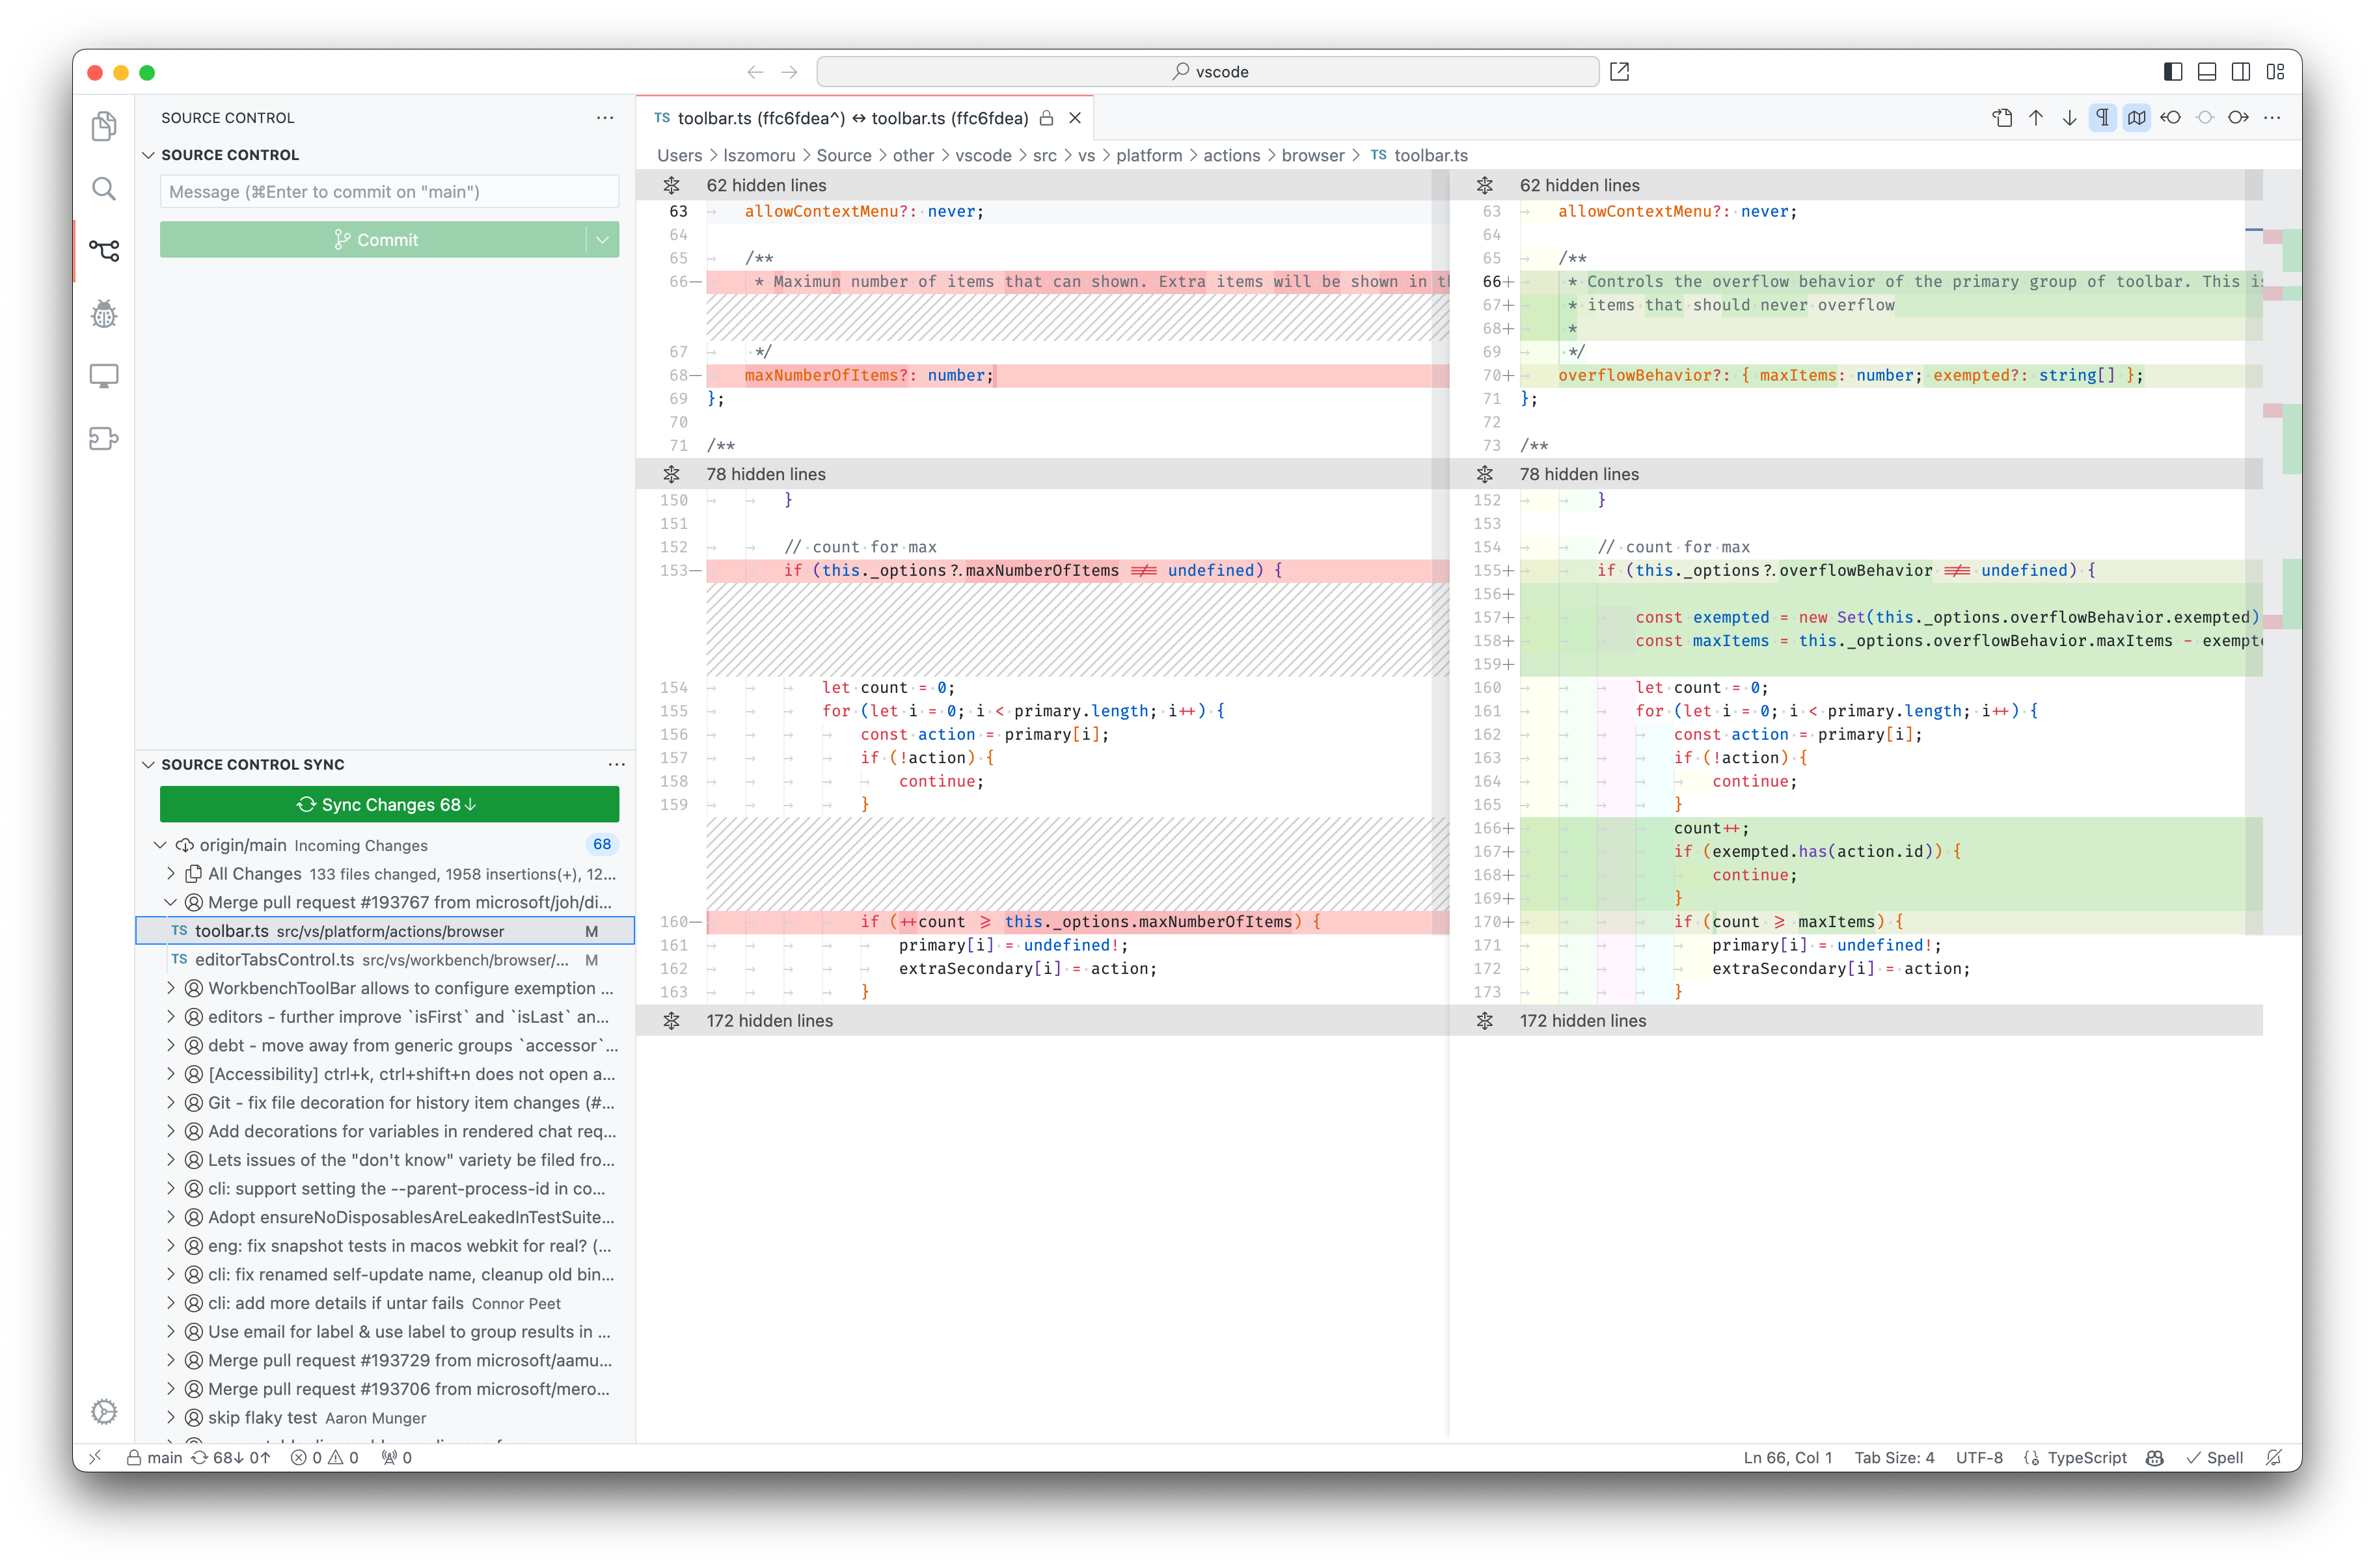 vscode
SOURCE CONTROL
SOURCE CONTROL
Message (⌘Enter to commit on "main")
Commit
SOURCE CONTROL SYNC
Sync Changes 68↓
origin/main Incoming Changes 68
All Changes 133 files changed, 1958 insertions(+), 12...
Merge pull request #193767 from microsoft/joh/di...
TS toolbar.ts src/vs/platform/actions/browser M
TS editorTabsControl.ts src/vs/workbench/browser/... M
WorkbenchToolBar allows to configure exemption ...
editors - further improve `isFirst` and `isLast` an...
debt - move away from generic groups `accessor`...
[Accessibility] ctrl+k, ctrl+shift+n does not open a...
Git - fix file decoration for history item changes (#...
Add decorations for variables in rendered chat req...
Lets issues of the "don't know" variety be filed fro...
cli: support setting the --parent-process-id in co...
Adopt ensureNoDisposablesAreLeakedInTestSuite...
eng: fix snapshot tests in macos webkit for real? (...
cli: fix renamed self-update name, cleanup old bin...
cli: add more details if untar fails Connor Peet
Use email for label & use label to group results in ...
Merge pull request #193729 from microsoft/aamu...
Merge pull request #193706 from microsoft/mero...
skip flaky test Aaron Munger
TS toolbar.ts (ffc6fdea^) ↔ toolbar.ts (ffc6fdea)
Users > lszomoru > Source > other > vscode > src > vs > platform > actions > browser > TS toolbar.ts
62 hidden lines
63 allowContextMenu?: never;
64
65 /**
66— * Maximun number of items that can shown. Extra items will be shown in th
67 */
68— maxNumberOfItems?: number;
69 };
70
71 /**
78 hidden lines
150 }
151
152 // count for max
153— if (this._options?.maxNumberOfItems !== undefined) {
154 let count = 0;
155 for (let i = 0; i < primary.length; i++) {
156 const action = primary[i];
157 if (!action) {
158 continue;
159 }
160— if (++count >= this._options.maxNumberOfItems) {
161 primary[i] = undefined!;
162 extraSecondary[i] = action;
163 }
172 hidden lines
62 hidden lines
63 allowContextMenu?: never;
64
65 /**
66+ * Controls the overflow behavior of the primary group of toolbar. This is
67+ * items that should never overflow
68+ *
69 */
70+ overflowBehavior?: { maxItems: number; exempted?: string[] };
71 };
72
73 /**
78 hidden lines
152 }
153
154 // count for max
155+ if (this._options?.overflowBehavior !== undefined) {
156+
157+ const exempted = new Set(this._options.overflowBehavior.exempted)
158+ const maxItems = this._options.overflowBehavior.maxItems - exempte
159+
160 let count = 0;
161 for (let i = 0; i < primary.length; i++) {
162 const action = primary[i];
163 if (!action) {
164 continue;
165 }
166+ count++;
167+ if (exempted.has(action.id)) {
168+ continue;
169+ }
170+ if (count >= maxItems) {
171 primary[i] = undefined!;
172 extraSecondary[i] = action;
173 }
172 hidden lines
main 68↓ 0↑ 0 0 0
Ln 66, Col 1 Tab Size: 4 UTF-8 TypeScript Spell